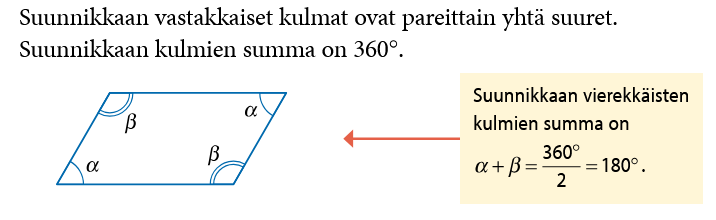 Suunnikkaan vastakkaiset kulmat ovat pareittain yhtä suuret.
Suunnikkaan kulmien summa on 360°.
β
α
α
β
Suunnikkaan vierekkäisten
kulmien summa on
α + β = 360°/2 = 180°.